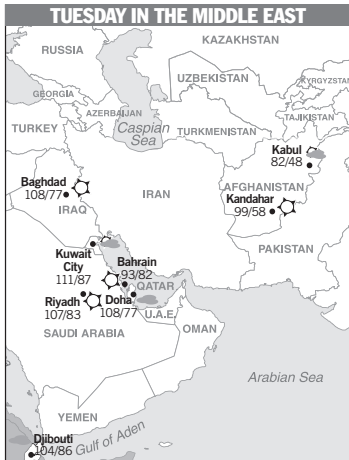 TUESDAY IN THE MIDDLE EAST
RUSSIA
KAZAKHSTAN
UZBEKISTAN
KYRGYZSTAN
GEORGIA
AZERBAIJAN
TAJIKISTAN
TURKEY
Caspian
Sea
TURKMENISTAN
Kabul
82/48
Baghdad
108/77
IRAQ
IRAN
AFGHANISTAN
Kandahar
99/58
PAKISTAN
Kuwait
City
111/87
Bahrain
93/82
QATAR
Riyadh
107/83
Doha
108/77
U.A.E.
SAUDI ARABIA
OMAN
Arabian Sea
YEMEN
Djibouti
104/86
Gulf of Aden